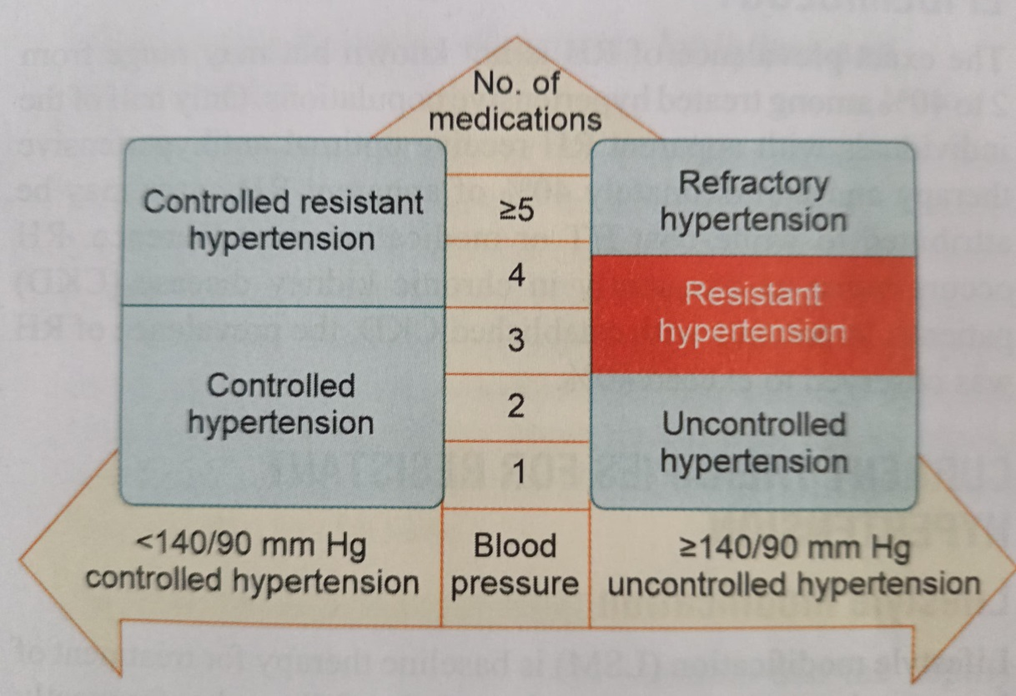 No. of
medications
Controlled resistant
hypertension
Controlled
hypertension
≥5
4
3
2
1
Refractory
hypertension
Resistant
hypertension
Uncontrolled
hypertension
<140/90 mm Hg
controlled hypertension
Blood
pressure
≥140/90 mm Hg
uncontrolled hypertension